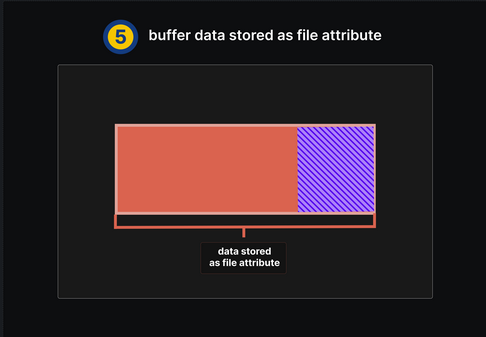 5 buffer data stored as file attribute
data stored
as file attribute